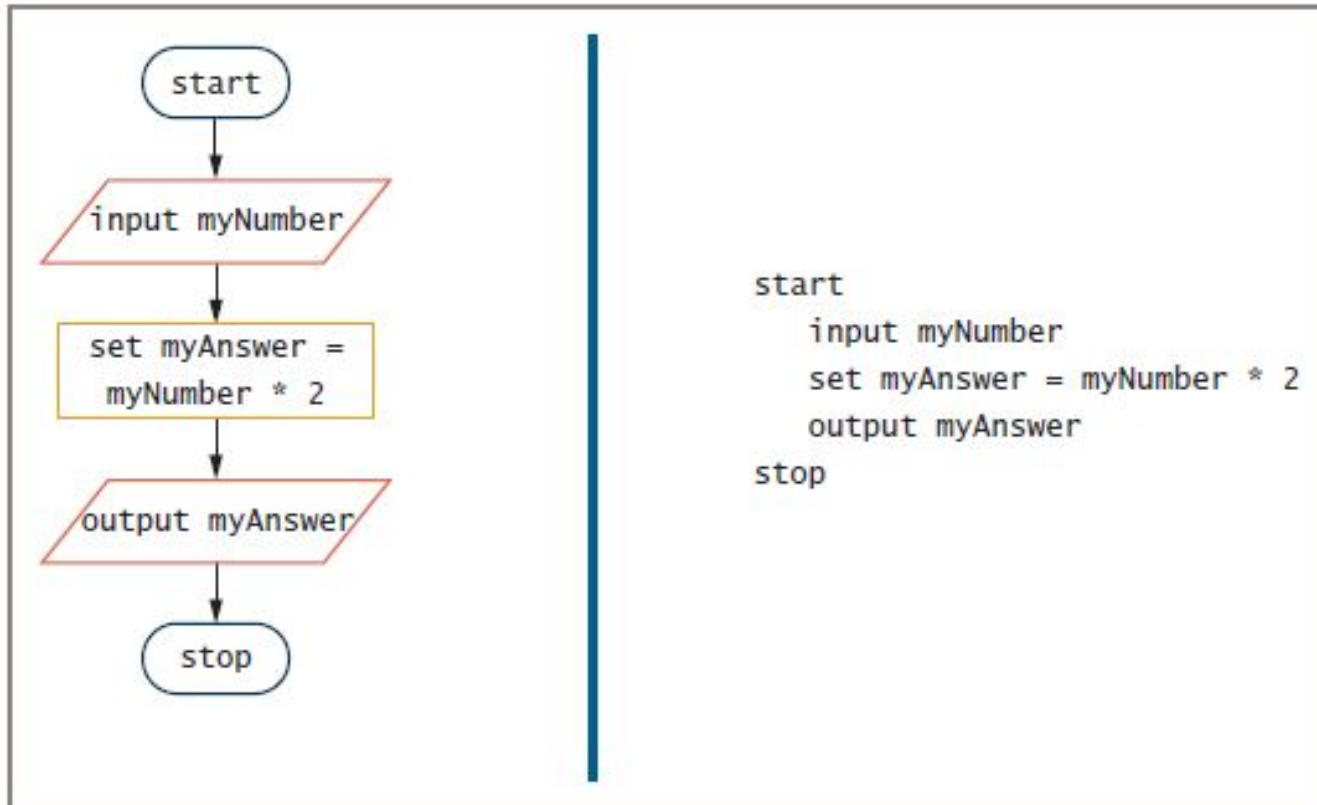 start
input myNumber
set myAnswer =
myNumber * 2
output myAnswer
stop
start
input myNumber
set myAnswer = myNumber * 2
output myAnswer
stop